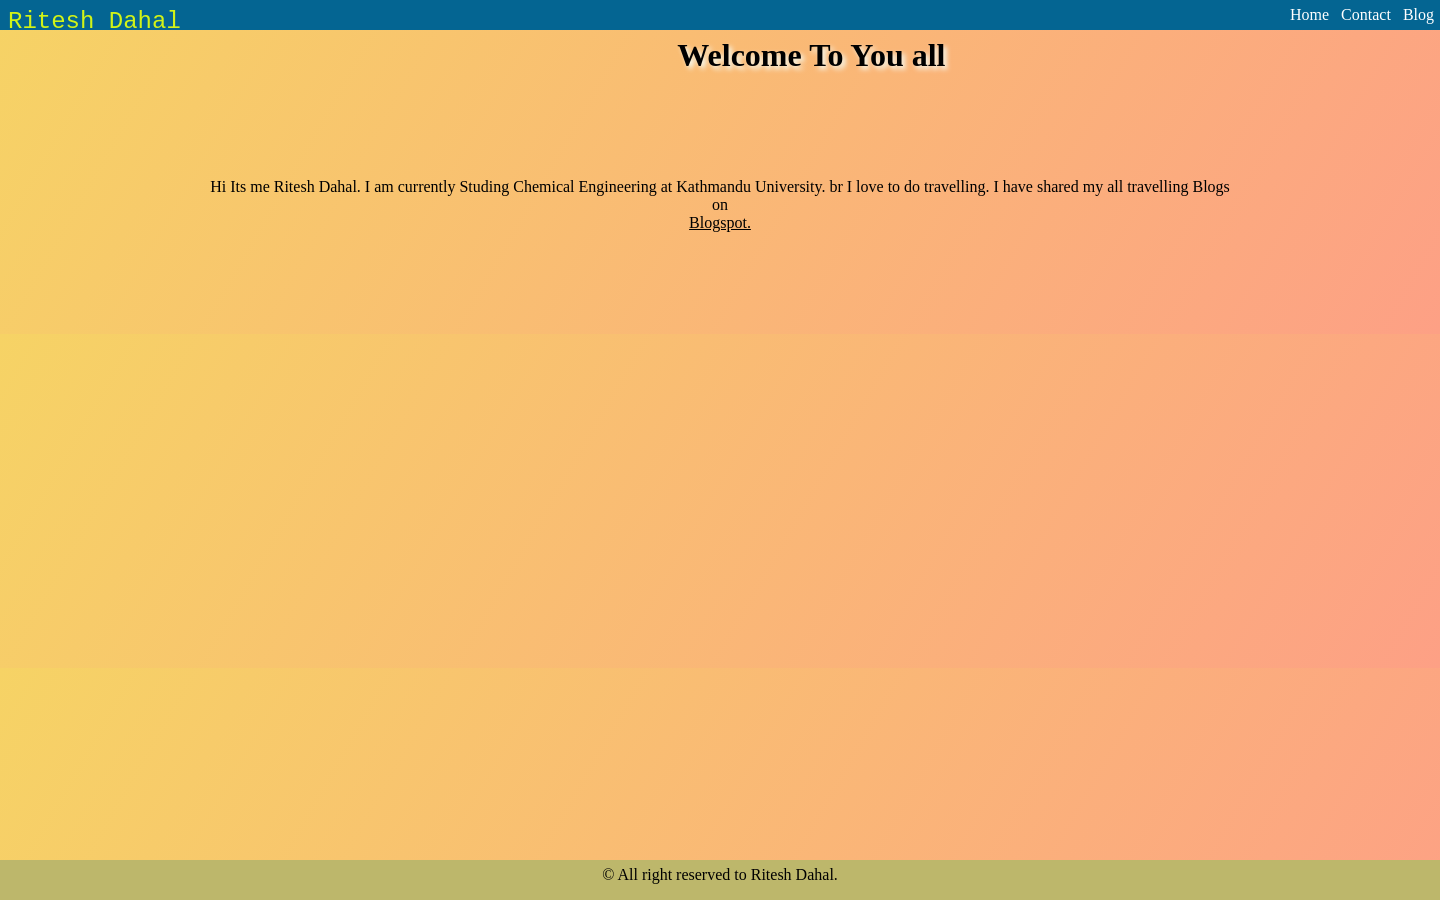 Ritesh Dahal
Home Contact Blog
Welcome To You all
Hi Its me Ritesh Dahal. I am currently Studing Chemical Engineering at Kathmandu University. br I love to do travelling. I have shared my all travelling Blogs
on
Blogspot.
© All right reserved to Ritesh Dahal.